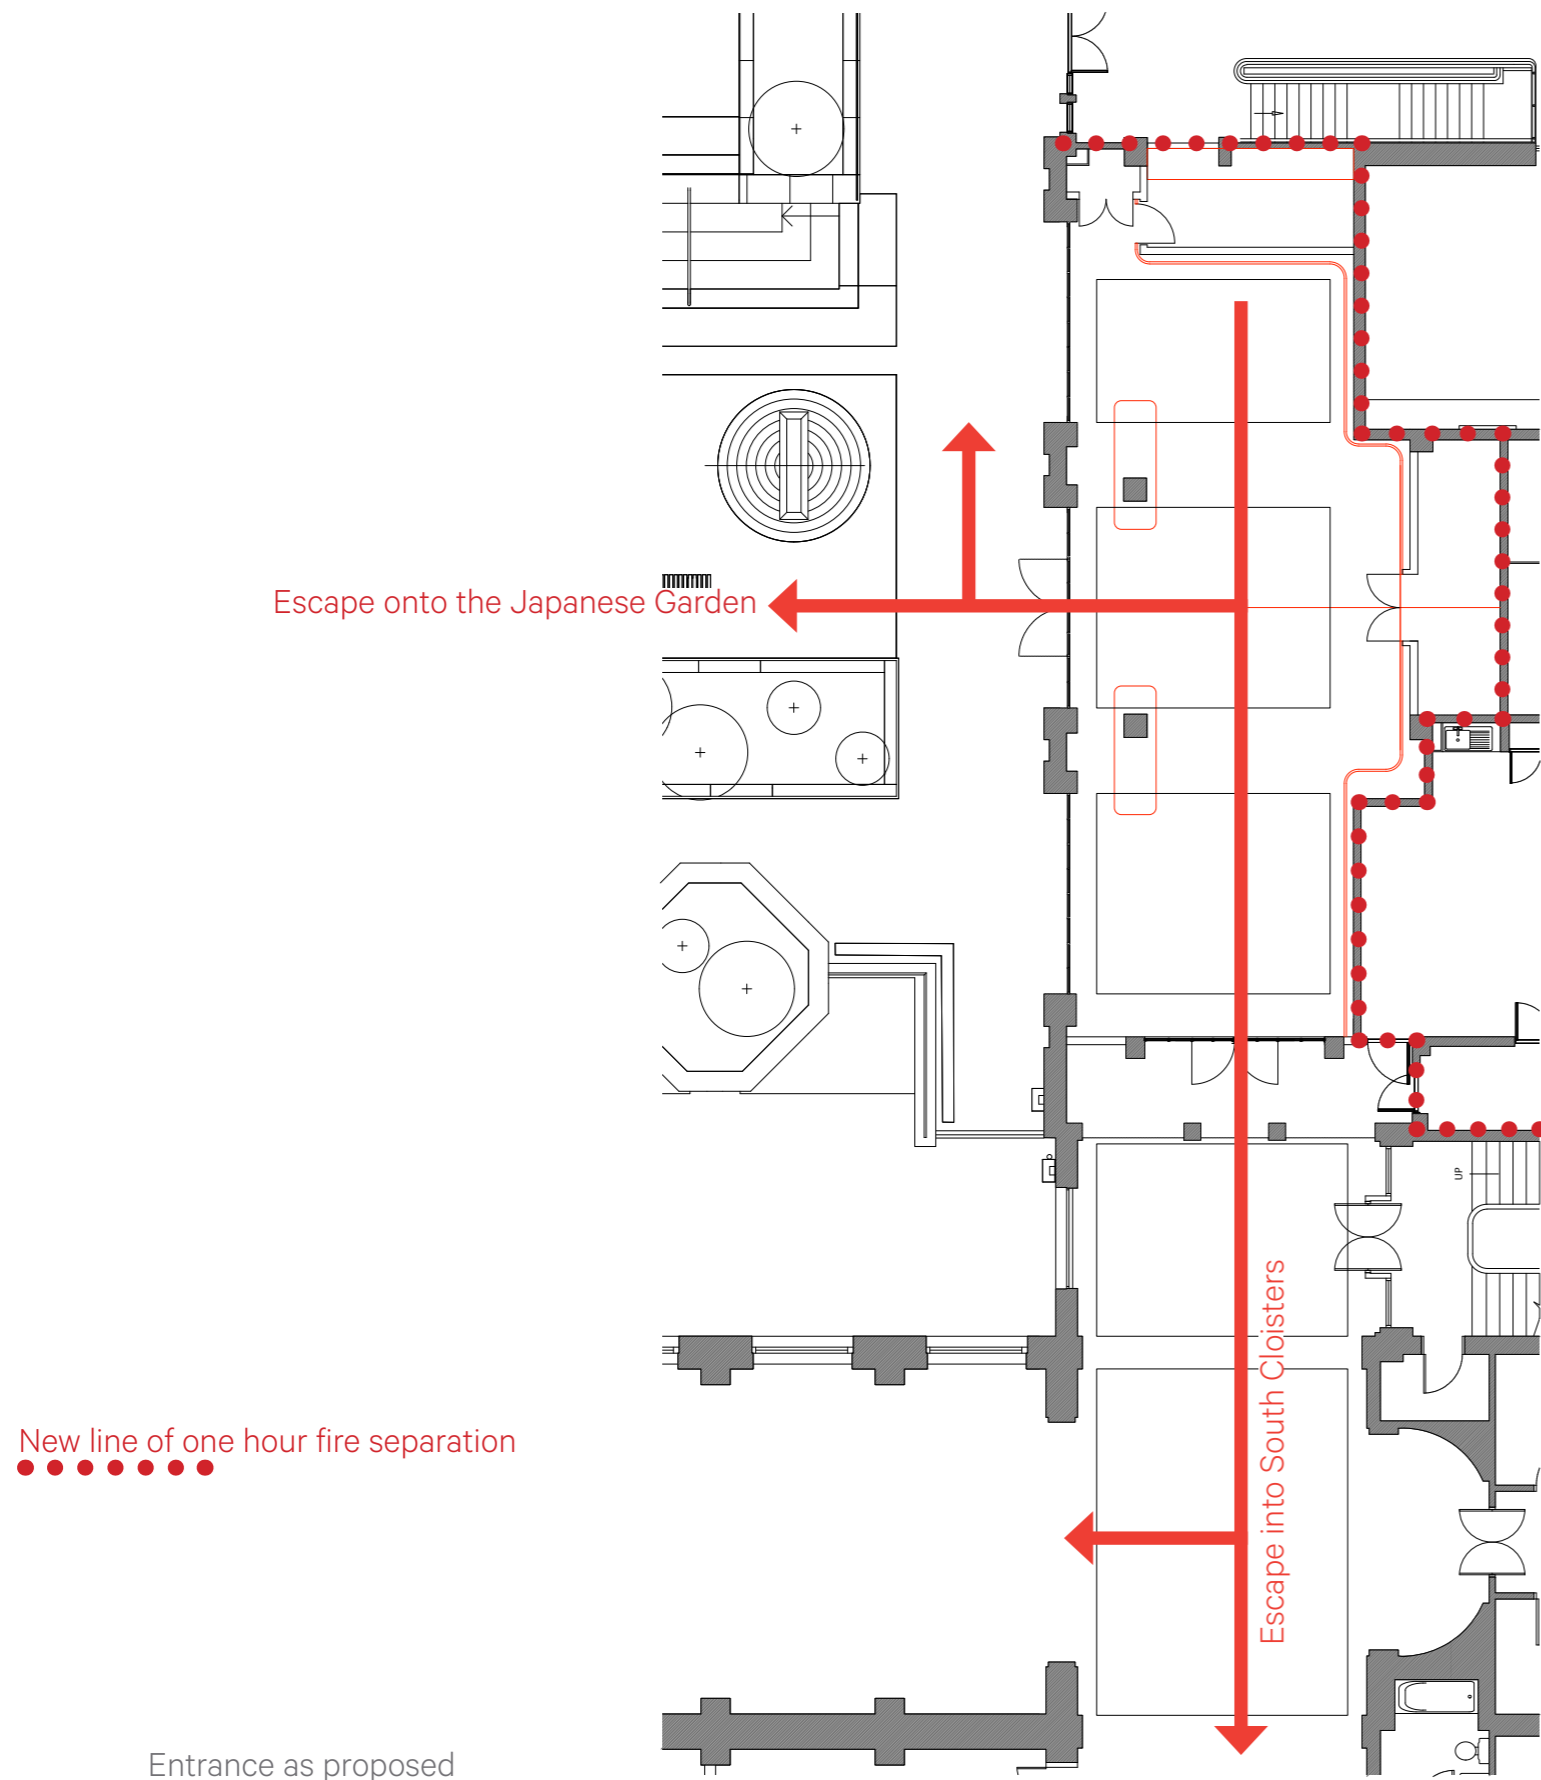 Escape onto the Japanese Garden
UP
Escape into South Cloisters
New line of one hour fire separation
Entrance as proposed